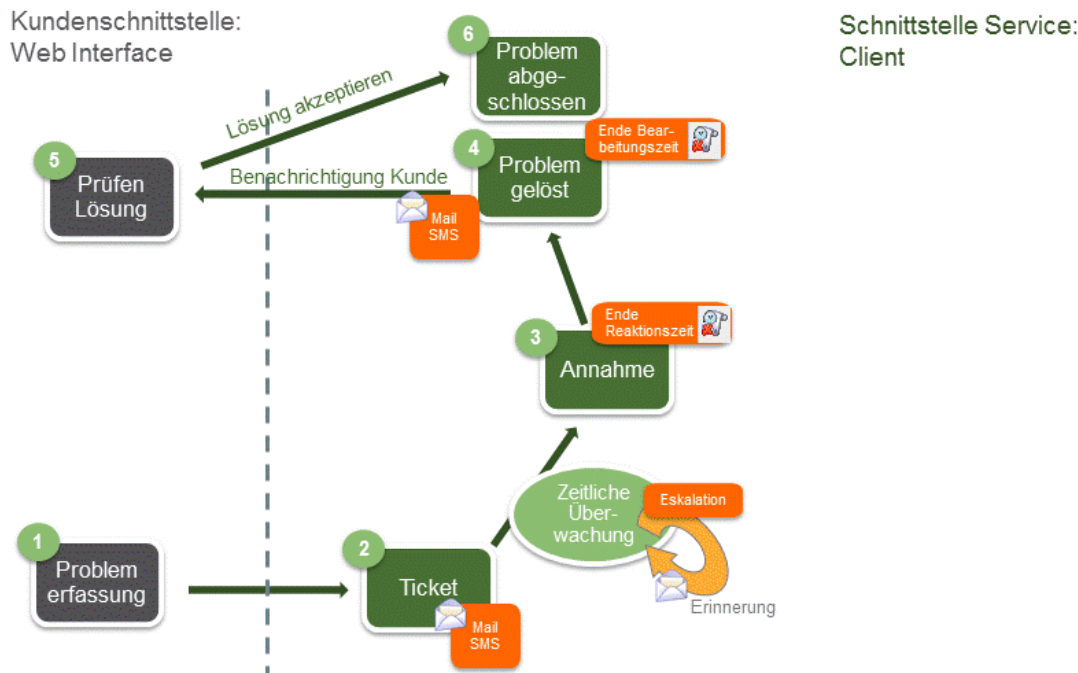 Kundenschnittstelle:
Web Interface
Schnittstelle Service:
Client
6
Problem
abge-
schlossen
Lösung akzeptieren
Ende Bear-
beitungszeit
4
Problem
gelöst
5
Prüfen
Lösung
Benachrichtigung Kunde
Mail
SMS
Ende
Reaktionszeit
3
Annahme
Zeitliche
Über-
wachung
Eskalation
Erinnerung
1
Problem
erfassung
2
Ticket
Mail
SMS